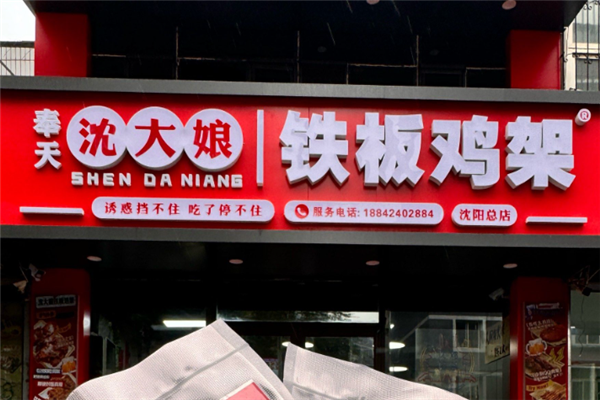 奉天
沈大娘
SHEN DA NIANG
铁板鸡架®
诱惑挡不住 吃了停不住
服务电话: 18842402884
沈阳总店